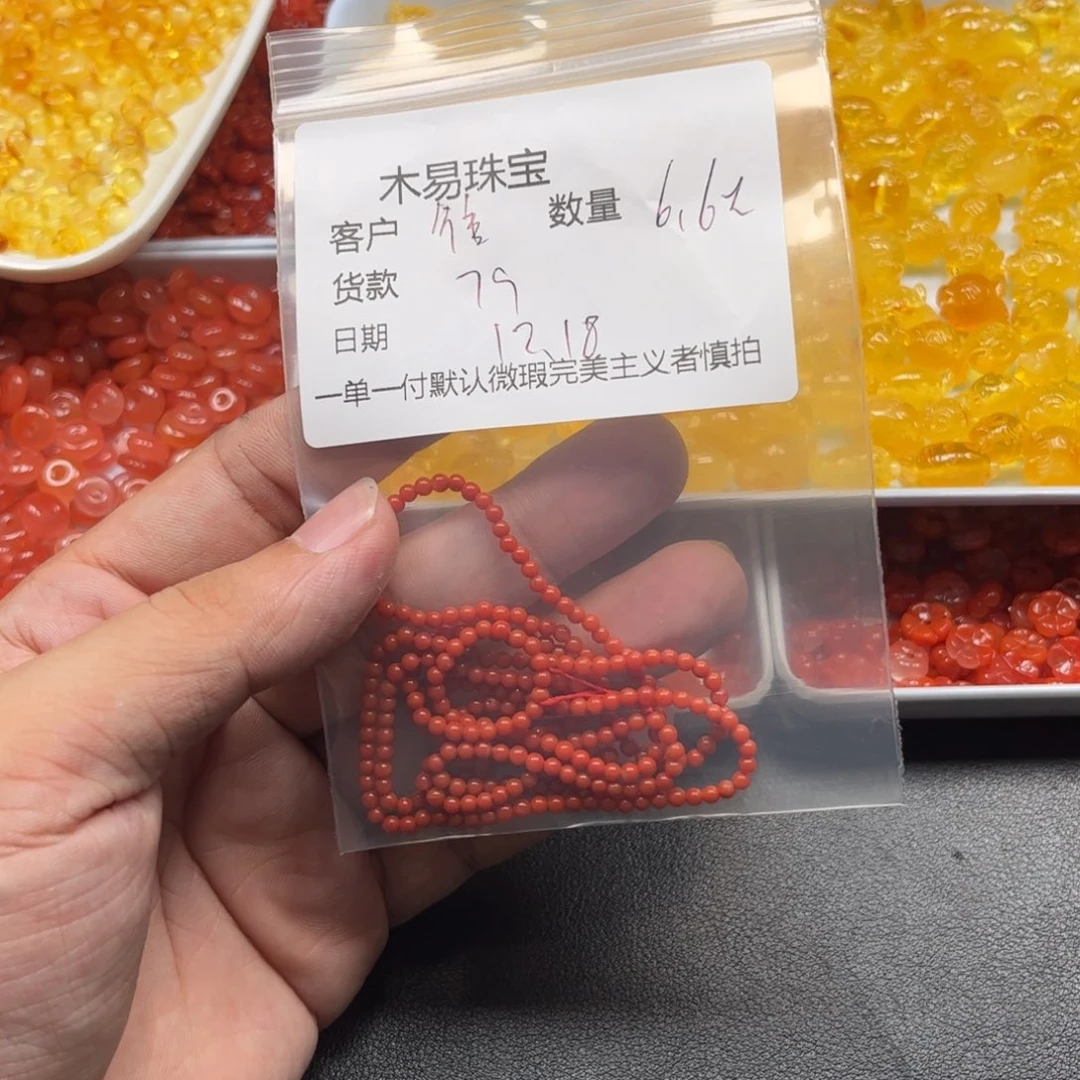 木易珠宝
客户 数量 6.6
货款 79
日期 12.18
一单一付默认微瑕完美主义者慎拍